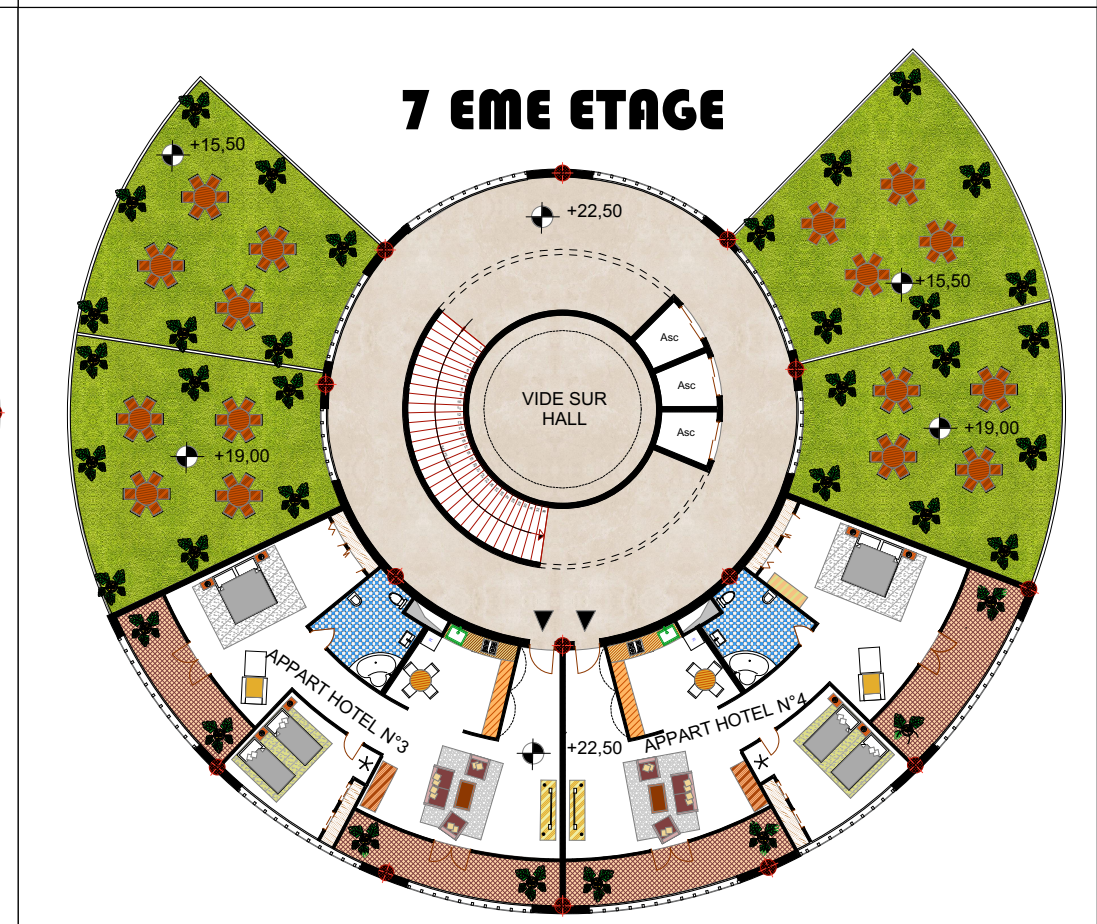 7 EME ETAGE
+15,50
+22,50
+15,50
Asc
Asc
Asc
VIDE SUR
HALL
+19,00
+19,00
APPART HOTEL N°3
APPART HOTEL N°4
+22,50